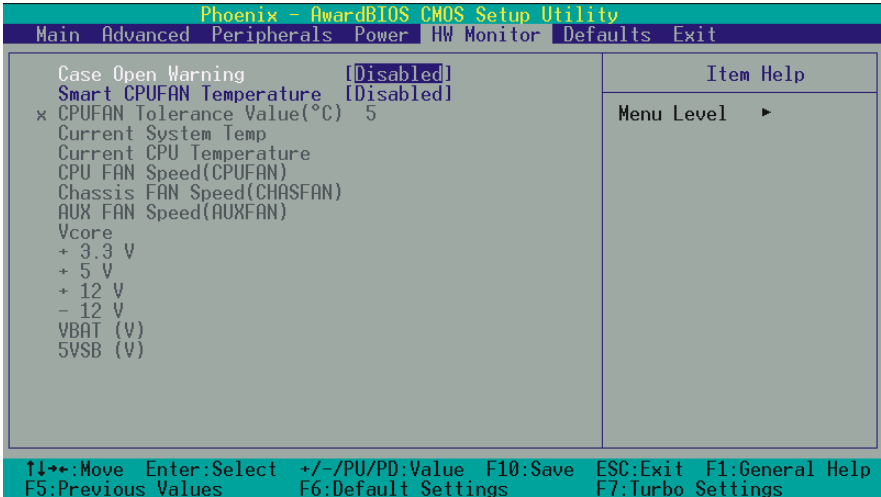 Phoenix - AwardBIOS CMOS Setup Utility
Main Advanced Peripherals Power HW Monitor Defaults Exit
Case Open Warning [Disabled]
Smart CPUFAN Temperature [Disabled]
x CPUFAN Tolerance Value(°C) 5
Current System Temp
Current CPU Temperature
CPU FAN Speed(CPUFAN)
Chassis FAN Speed(CHASFAN)
AUX FAN Speed(AUXFAN)
Vcore
+ 3.3 V
+ 5 V
+ 12 V
- 12 V
VBAT (V)
5VSB (V)
Item Help
Menu Level ►
↑↓→←:Move Enter:Select +/-/PU/PD:Value F10:Save ESC:Exit F1:General Help
F5:Previous Values F6:Default Settings F7:Turbo Settings